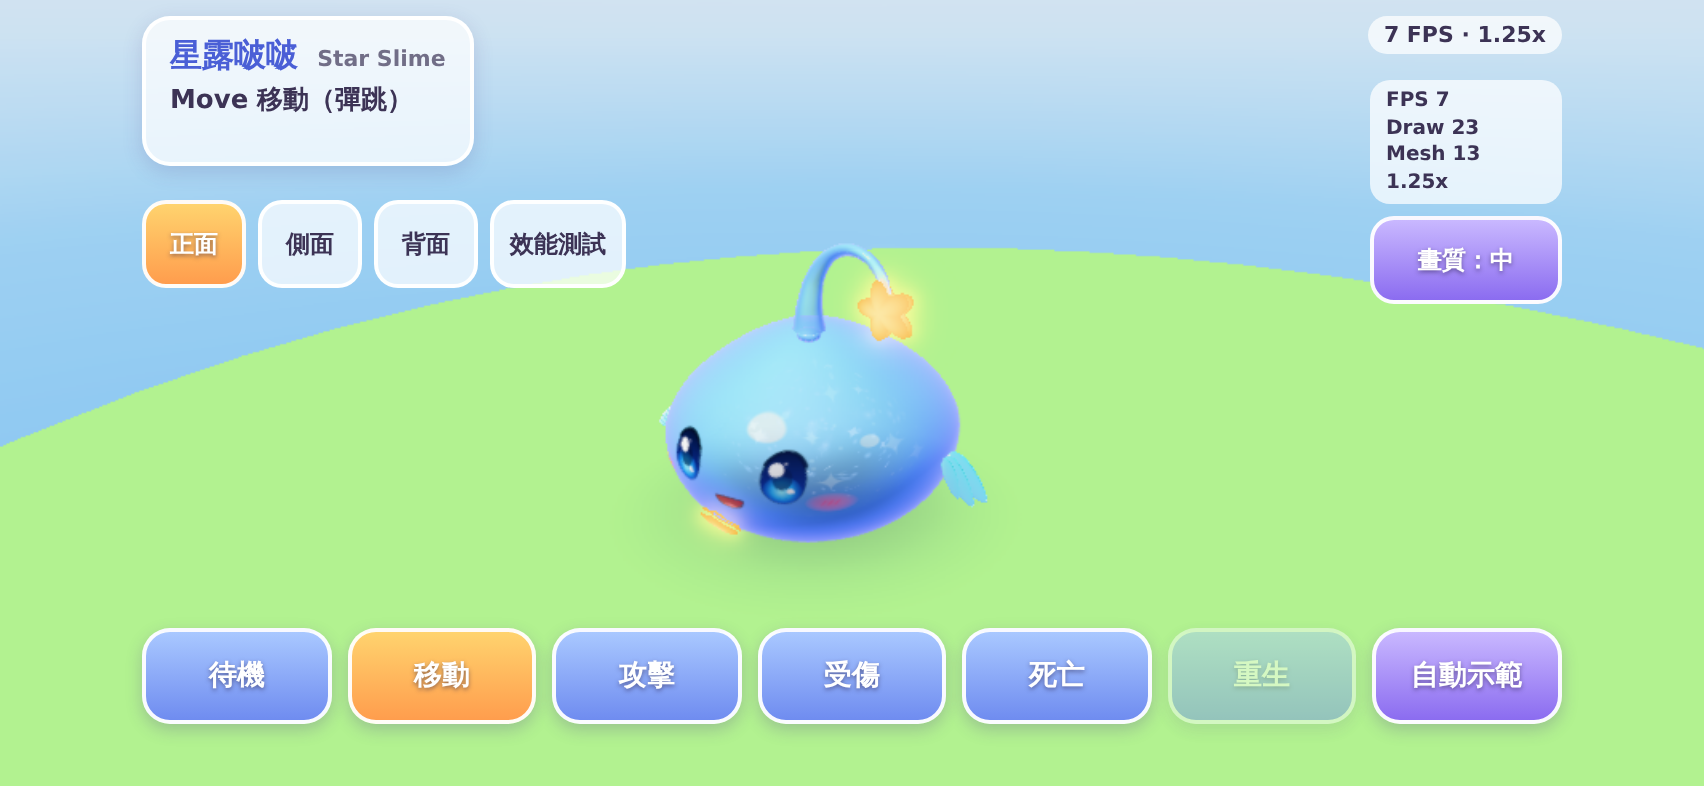 星露啵啵 Star Slime
Move 移動（彈跳）
7 FPS · 1.25x
FPS 7
Draw 23
Mesh 13
1.25x
正面 側面 背面 效能測試
畫質：中
待機 移動 攻擊 受傷 死亡 重生 自動示範